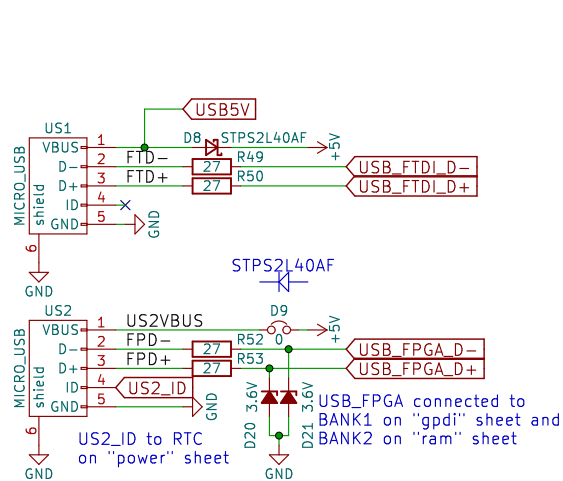 USB5V
US1
D8 STPS2L40AF
MICRO_USB
shield
VBUS 1
+5V
D- 2 FTD- 27 R49 USB_FTDI_D-
D+ 3 FTD+ 27 R50 USB_FTDI_D+
ID 4
GND 5 GND
6
GND
STPS2L40AF
US2
D9
MICRO_USB
shield
VBUS 1 US2VBUS 0 +5V
D- 2 FPD- 27 R52 USB_FPGA_D-
D+ 3 FPD+ 27 R53 USB_FPGA_D+
ID 4 US2_ID
GND 5 GND
6
GND
D20 3.6V
D21 3.6V
GND
USB_FPGA connected to
BANK1 on "gpdi" sheet and
BANK2 on "ram" sheet
US2_ID to RTC
on "power" sheet